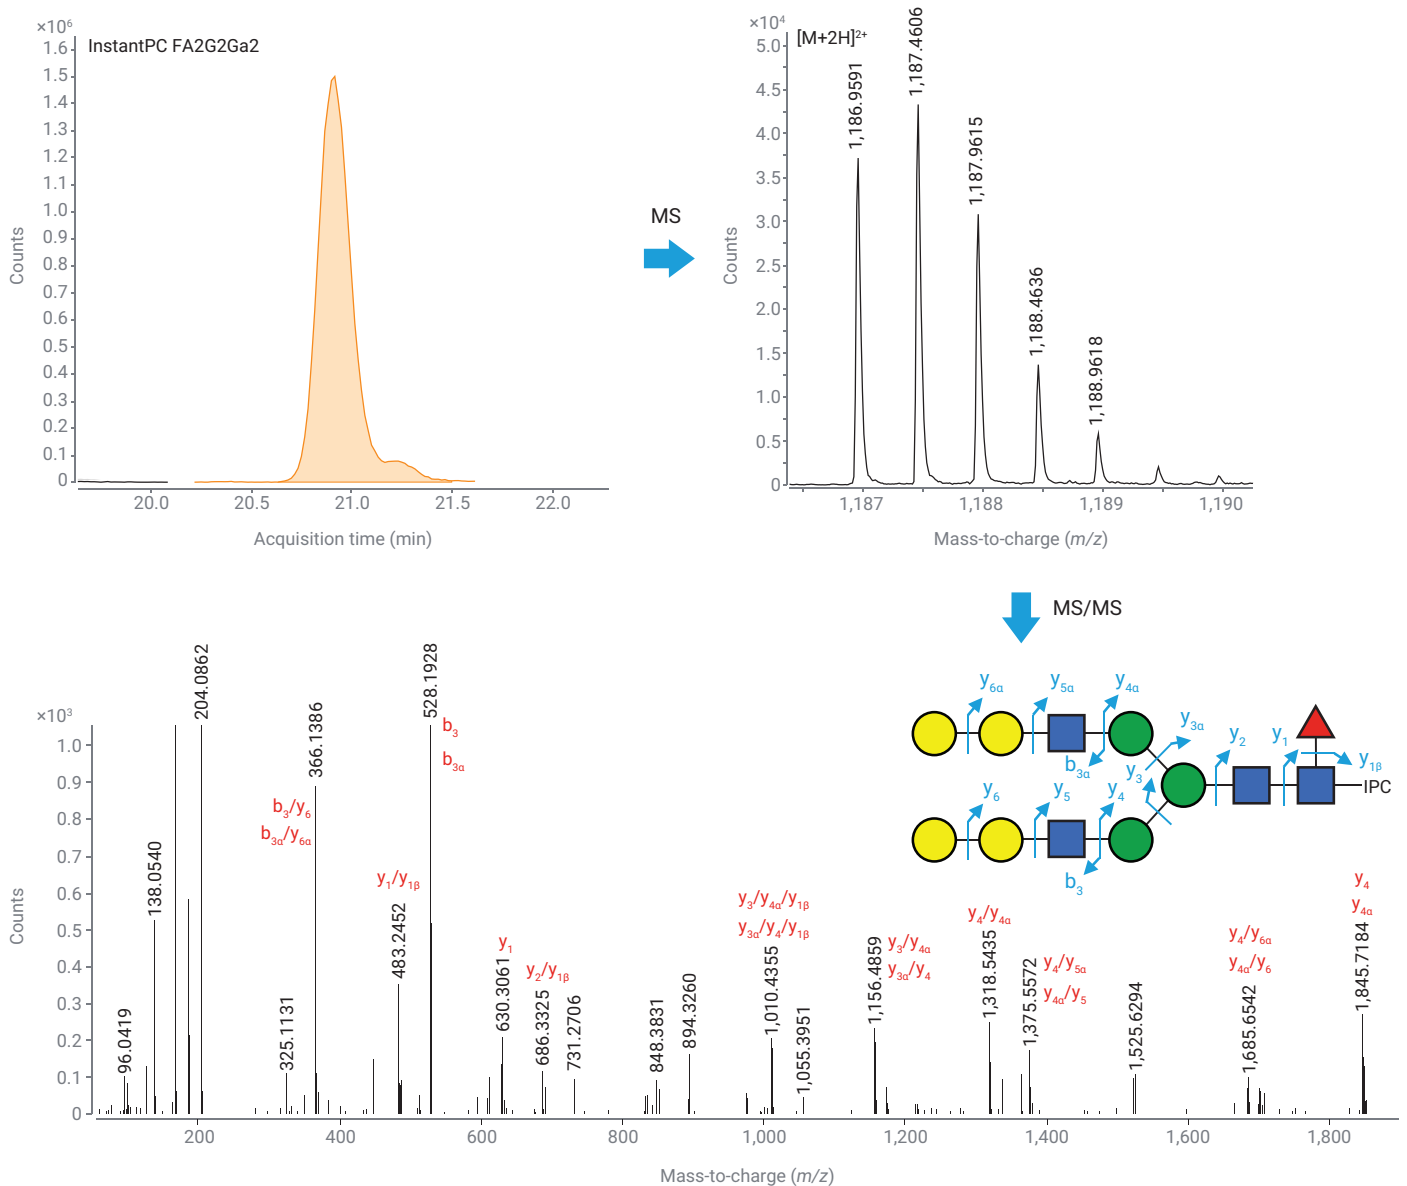 ×10⁶
InstantPC FA2G2Ga2
1.6
1.5
1.4
1.3
1.2
1.1
1.0
0.9
0.8
0.7
0.6
0.5
0.4
0.3
0.2
0.1
0
Counts
20.0 20.5 21.0 21.5 22.0
Acquisition time (min)
MS
×10⁴
[M+2H]²⁺
5.0
4.5
4.0
3.5
3.0
2.5
2.0
1.5
1.0
0.5
0
Counts
1,186.9591
1,187.4606
1,187.9615
1,188.4636
1,188.9618
1,187 1,188 1,189 1,190
Mass-to-charge (m/z)
MS/MS
y6α y5α y4α
y3α
b3α
y3
y2
y1
y1β
IPC
y6 y5 y4
b3
×10³
1.0
0.9
0.8
0.7
0.6
0.5
0.4
0.3
0.2
0.1
0
Counts
96.0419
138.0540
204.0862
325.1131
366.1386
b3/y6
b3α/y6α
y1/y1β
483.2452
528.1928
b3
b3α
y1
630.3061
y2/y1β
686.3325
731.2706
848.3831
894.3260
y3/y4α/y1β
y3α/y4/y1β
1,010.4355
1,055.3951
1,156.4859
y3/y4α
y3α/y4
y4/y4α
1,318.5435
1,375.5572
y4/y5α
y4α/y5
1,525.6294
y4/y6α
y4α/y6
1,685.6542
y4
y4α
1,845.7184
200 400 600 800 1,000 1,200 1,400 1,600 1,800
Mass-to-charge (m/z)